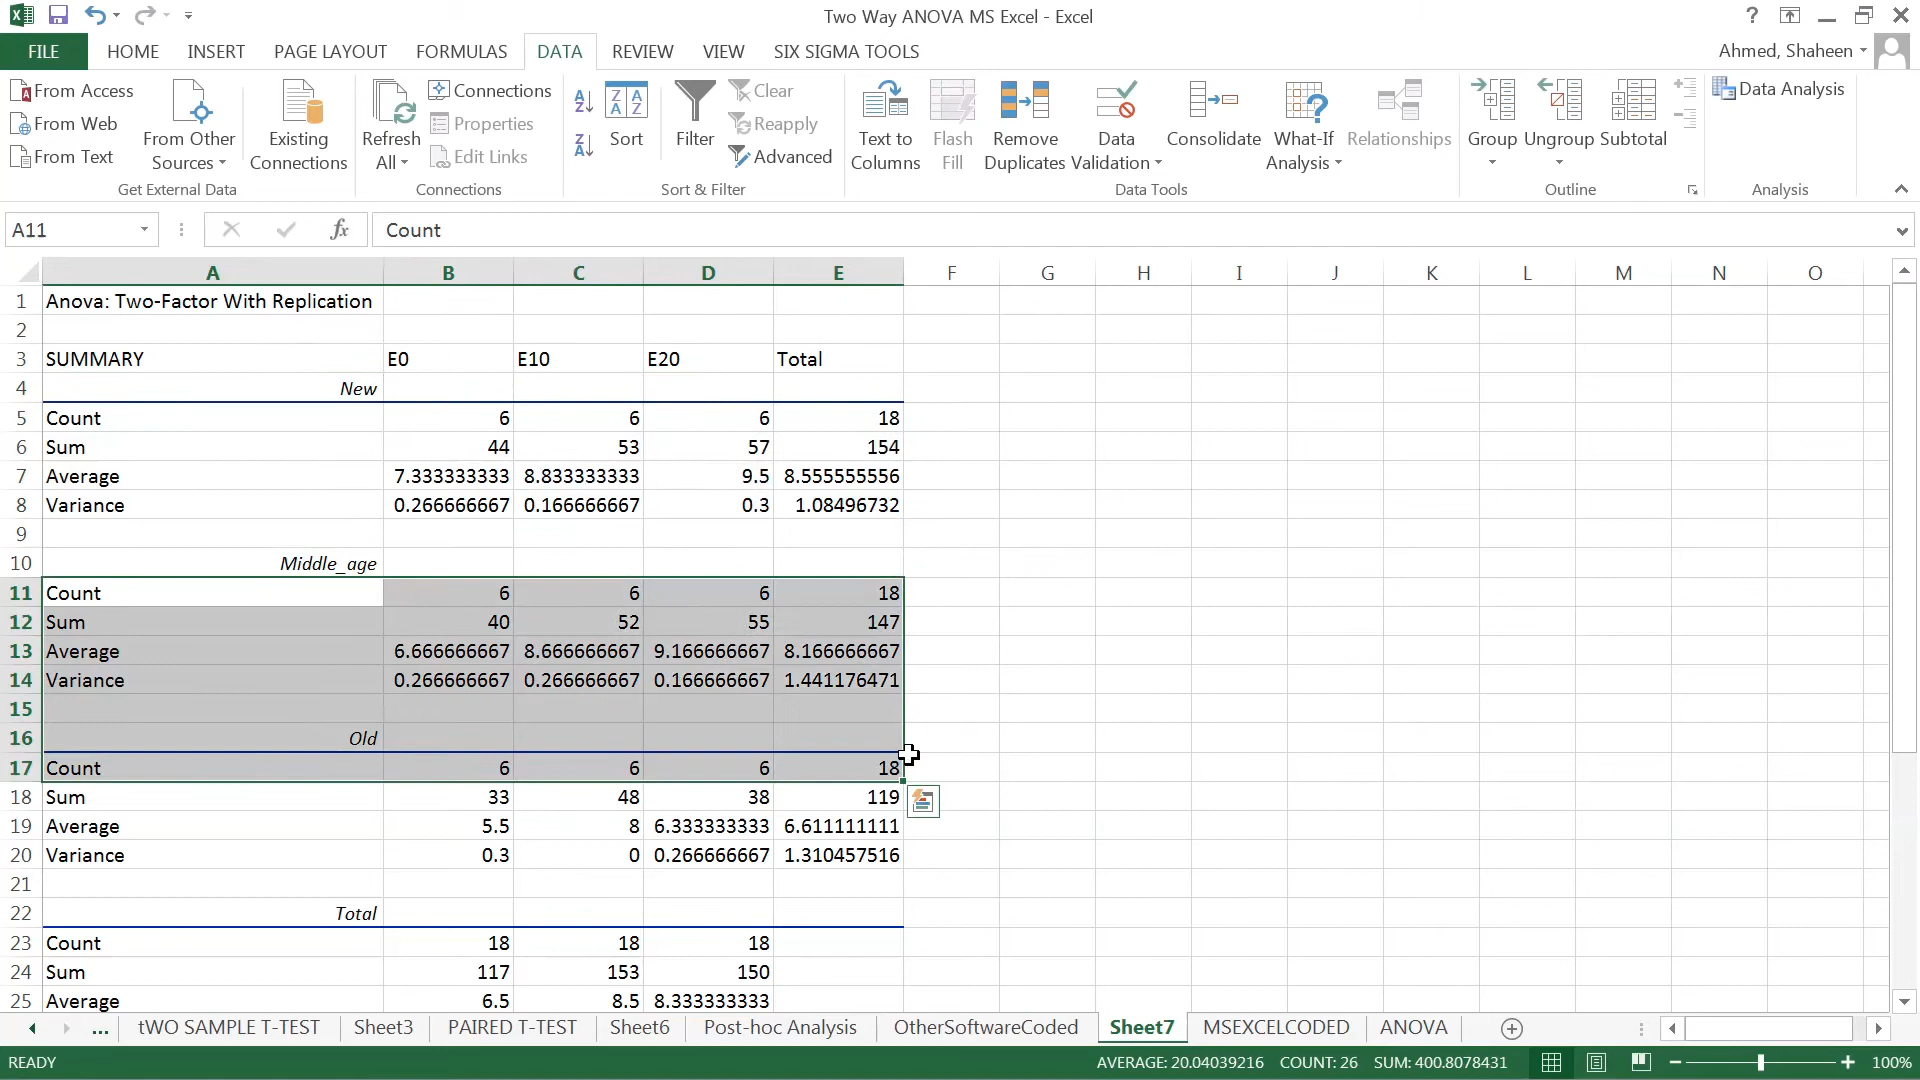 Two Way ANOVA MS Excel - Excel
FILE HOME INSERT PAGE LAYOUT FORMULAS DATA REVIEW VIEW SIX SIGMA TOOLS Ahmed, Shaheen
From Access
From Web
From Text
From Other Sources
Existing Connections
Get External Data
Refresh All
Connections
Properties
Edit Links
Connections
Sort
Filter
Clear
Reapply
Advanced
Sort & Filter
Text to Columns
Flash Fill
Remove Duplicates
Data Validation
Consolidate
What-If Analysis
Relationships
Data Tools
Group
Ungroup
Subtotal
Outline
Data Analysis
Analysis
A11 fx Count
A B C D E F G H I J K L M N O
1 Anova: Two-Factor With Replication
2
3 SUMMARY E0 E10 E20 Total
4 New
5 Count 6 6 6 18
6 Sum 44 53 57 154
7 Average 7.333333333 8.833333333 9.5 8.555555556
8 Variance 0.266666667 0.166666667 0.3 1.08496732
9
10 Middle_age
11 Count 6 6 6 18
12 Sum 40 52 55 147
13 Average 6.666666667 8.666666667 9.166666667 8.166666667
14 Variance 0.266666667 0.266666667 0.166666667 1.441176471
15
16 Old
17 Count 6 6 6 18
18 Sum 33 48 38 119
19 Average 5.5 8 6.333333333 6.611111111
20 Variance 0.3 0 0.266666667 1.310457516
21
22 Total
23 Count 18 18 18
24 Sum 117 153 150
25 Average 6.5 8.5 8.333333333
... tWO SAMPLE T-TEST Sheet3 PAIRED T-TEST Sheet6 Post-hoc Analysis OtherSoftwareCoded Sheet7 MSEXCELCODED ANOVA
READY AVERAGE: 20.04039216 COUNT: 26 SUM: 400.8078431 100%